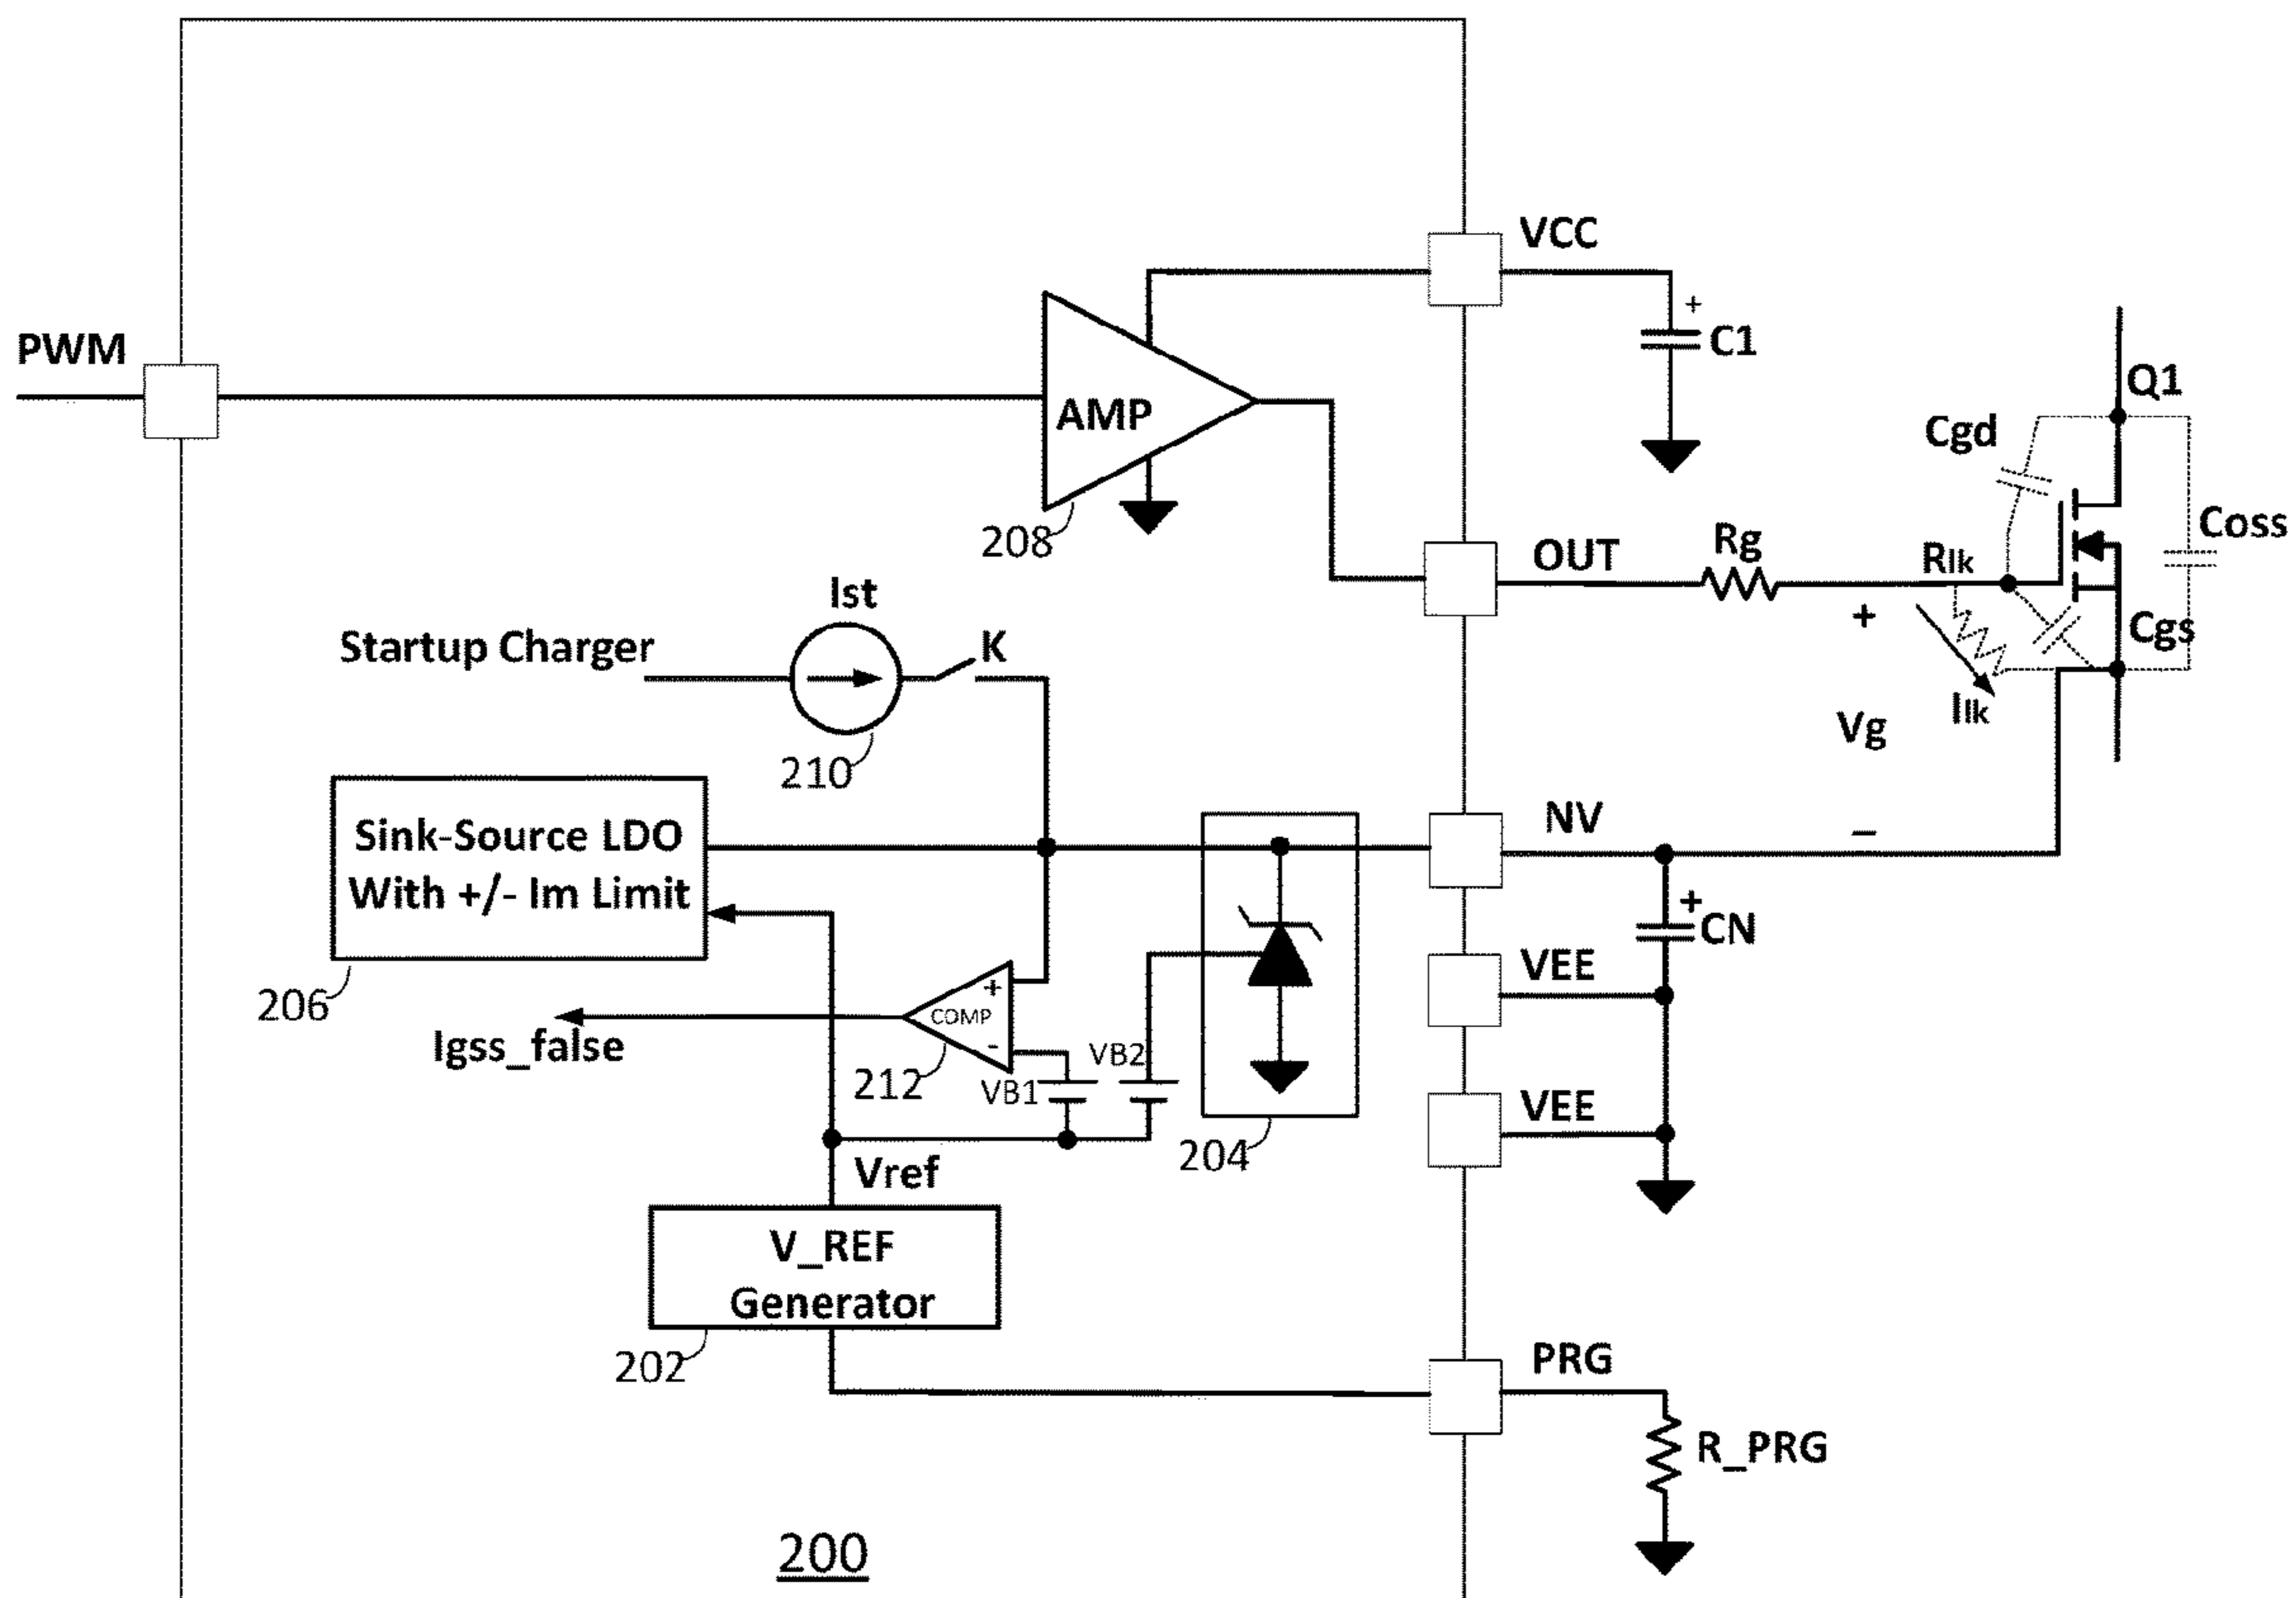 VCC
+
C1
PWM
AMP
Q1
Cgd
208
OUT
Rg
Rlk
Coss
Ist
Startup Charger
K
+
Cgs
Ilk
Vg
210
Sink-Source LDO
With +/- Im Limit
NV
–
+
CN
206
+
COMP
-
VEE
Igss_false
212
VB1
VB2
VEE
204
Vref
V_REF
Generator
202
PRG
R_PRG
200